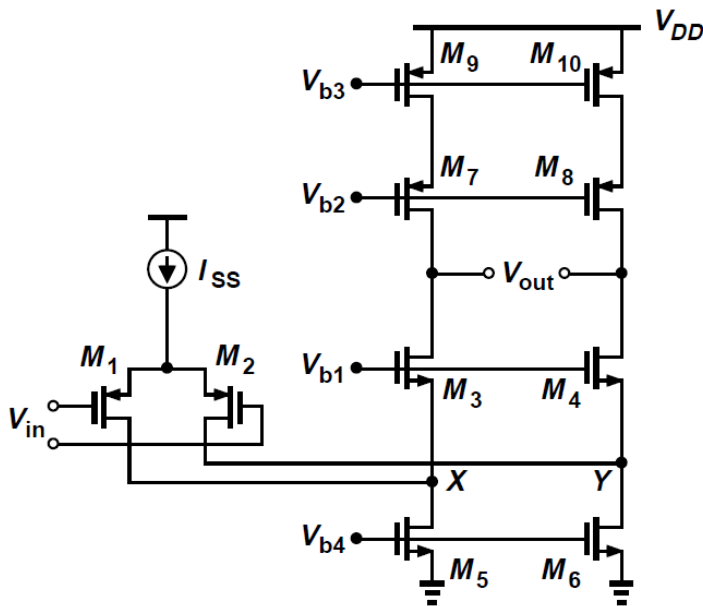 V_DD
M_9
M_10
V_b3
M_7
M_8
V_b2
I_SS
V_out
M_1
M_2
V_b1
M_3
M_4
V_in
X
Y
V_b4
M_5
M_6